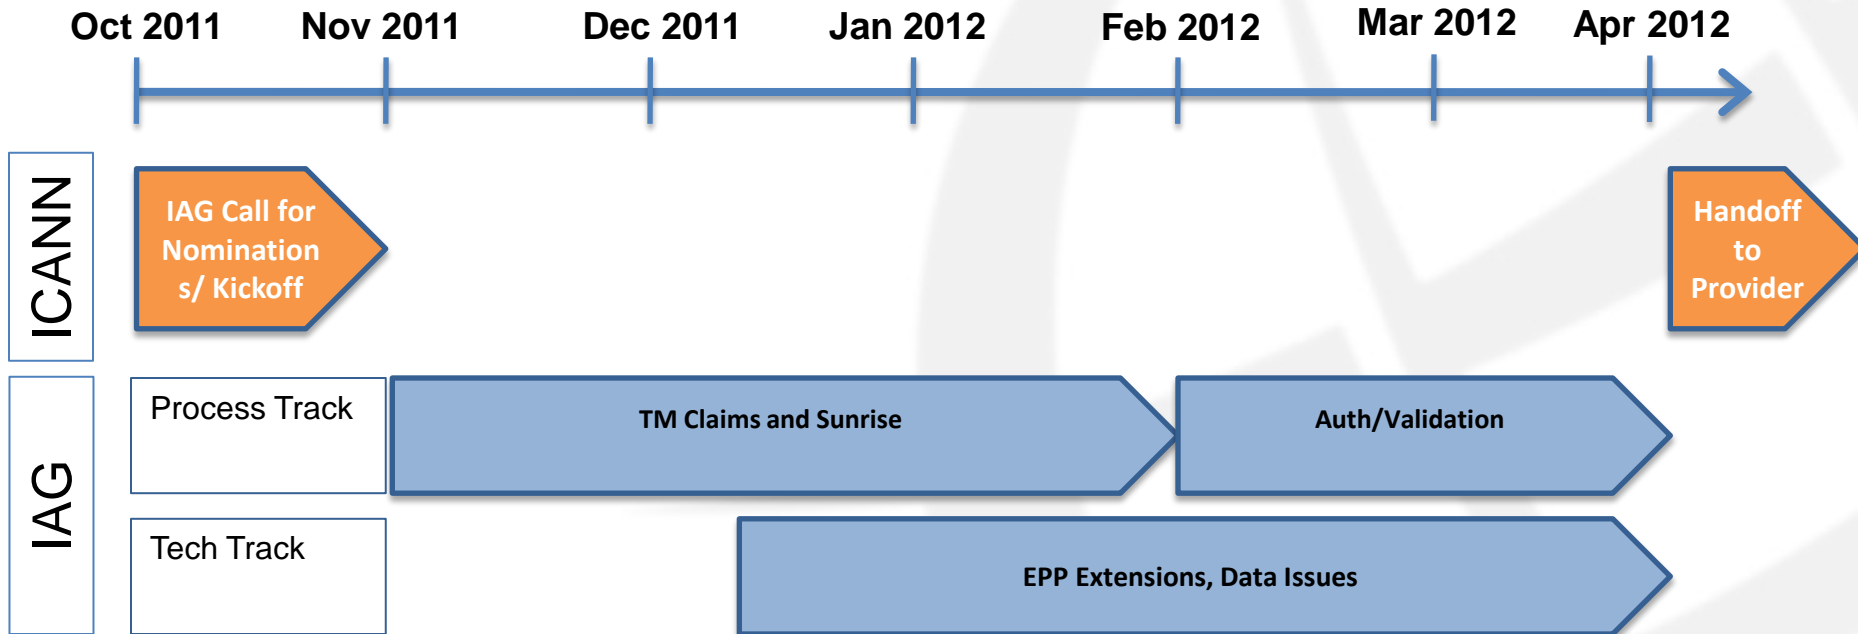 Oct 2011 Nov 2011 Dec 2011 Jan 2012 Feb 2012 Mar 2012 Apr 2012
ICANN
IAG Call for
Nomination
s/ Kickoff
Handoff
to
Provider
IAG
Process Track
TM Claims and Sunrise
Auth/Validation
Tech Track
EPP Extensions, Data Issues